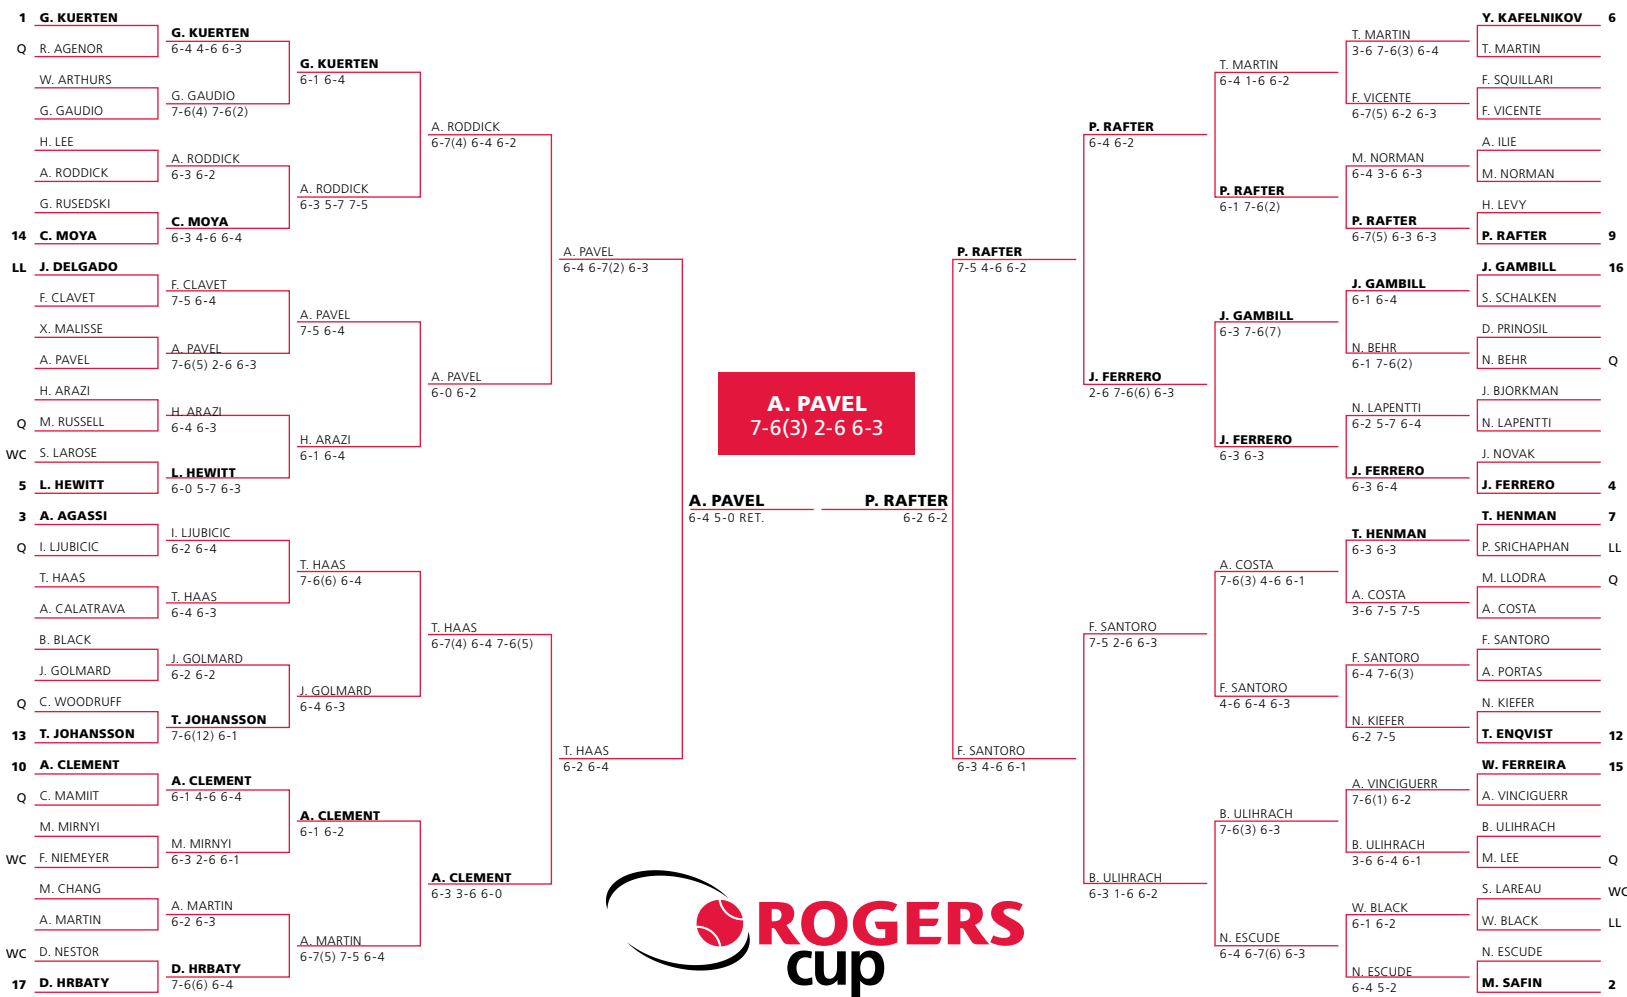 1 G. KUERTEN
Q R. AGENOR
W. ARTHURS
G. GAUDIO
H. LEE
A. RODDICK
G. RUSEDSKI
14 C. MOYA
LL J. DELGADO
F. CLAVET
X. MALISSE
A. PAVEL
H. ARAZI
Q M. RUSSELL
WC S. LAROSE
5 L. HEWITT
3 A. AGASSI
Q I. LJUBICIC
T. HAAS
A. CALATRAVA
B. BLACK
J. GOLMARD
Q C. WOODRUFF
13 T. JOHANSSON
10 A. CLEMENT
Q C. MAMIIT
M. MIRNYI
WC F. NIEMEYER
M. CHANG
A. MARTIN
WC D. NESTOR
17 D. HRBATY
G. KUERTEN
6-4 4-6 6-3
G. GAUDIO
7-6(4) 7-6(2)
A. RODDICK
6-3 6-2
C. MOYA
6-3 4-6 6-4
F. CLAVET
7-5 6-4
A. PAVEL
7-6(5) 2-6 6-3
H. ARAZI
6-4 6-3
L. HEWITT
6-0 5-7 6-3
I. LJUBICIC
6-2 6-4
T. HAAS
6-4 6-3
J. GOLMARD
6-2 6-2
T. JOHANSSON
7-6(12) 6-1
A. CLEMENT
6-1 4-6 6-4
M. MIRNYI
6-3 2-6 6-1
A. MARTIN
6-2 6-3
D. HRBATY
7-6(6) 6-4
G. KUERTEN
6-1 6-4
A. RODDICK
6-3 5-7 7-5
A. PAVEL
7-5 6-4
H. ARAZI
6-1 6-4
T. HAAS
7-6(6) 6-4
J. GOLMARD
6-4 6-3
A. CLEMENT
6-1 6-2
A. MARTIN
6-7(5) 7-5 6-4
A. RODDICK
6-7(4) 6-4 6-2
A. PAVEL
6-0 6-2
T. HAAS
6-7(4) 6-4 7-6(5)
A. CLEMENT
6-3 3-6 6-0
A. PAVEL
6-4 6-7(2) 6-3
T. HAAS
6-2 6-4
A. PAVEL
6-4 5-0 RET.
A. PAVEL
7-6(3) 2-6 6-3
P. RAFTER
6-2 6-2
P. RAFTER
7-5 4-6 6-2
F. SANTORO
6-3 4-6 6-1
P. RAFTER
6-4 6-2
J. FERRERO
2-6 7-6(6) 6-3
F. SANTORO
7-5 2-6 6-3
B. ULIHRACH
6-3 1-6 6-2
T. MARTIN
6-4 1-6 6-2
P. RAFTER
6-1 7-6(2)
J. GAMBILL
6-3 7-6(7)
J. FERRERO
6-3 6-3
A. COSTA
7-6(3) 4-6 6-1
F. SANTORO
4-6 6-4 6-3
B. ULIHRACH
7-6(3) 6-3
N. ESCUDE
6-4 6-7(6) 6-3
T. MARTIN
3-6 7-6(3) 6-4
F. VICENTE
6-7(5) 6-2 6-3
M. NORMAN
6-4 3-6 6-3
P. RAFTER
6-7(5) 6-3 6-3
J. GAMBILL
6-1 6-4
N. BEHR
6-1 7-6(2)
N. LAPENTTI
6-2 5-7 6-4
J. FERRERO
6-3 6-4
T. HENMAN
6-3 6-3
A. COSTA
3-6 7-5 7-5
F. SANTORO
6-4 7-6(3)
N. KIEFER
6-2 7-5
A. VINCIGUERR
7-6(1) 6-2
B. ULIHRACH
3-6 6-4 6-1
W. BLACK
6-1 6-2
N. ESCUDE
6-4 5-2
Y. KAFELNIKOV 6
T. MARTIN
F. SQUILLARI
F. VICENTE
A. ILIE
M. NORMAN
H. LEVY
P. RAFTER 9
J. GAMBILL 16
S. SCHALKEN
D. PRINOSIL
N. BEHR Q
J. BJORKMAN
N. LAPENTTI
J. NOVAK
J. FERRERO 4
T. HENMAN 7
P. SRICHAPHAN LL
M. LLODRA Q
A. COSTA
F. SANTORO
A. PORTAS
N. KIEFER
T. ENQVIST 12
W. FERREIRA 15
A. VINCIGUERR
B. ULIHRACH
M. LEE Q
S. LAREAU WC
W. BLACK LL
N. ESCUDE
M. SAFIN 2
ROGERS
cup